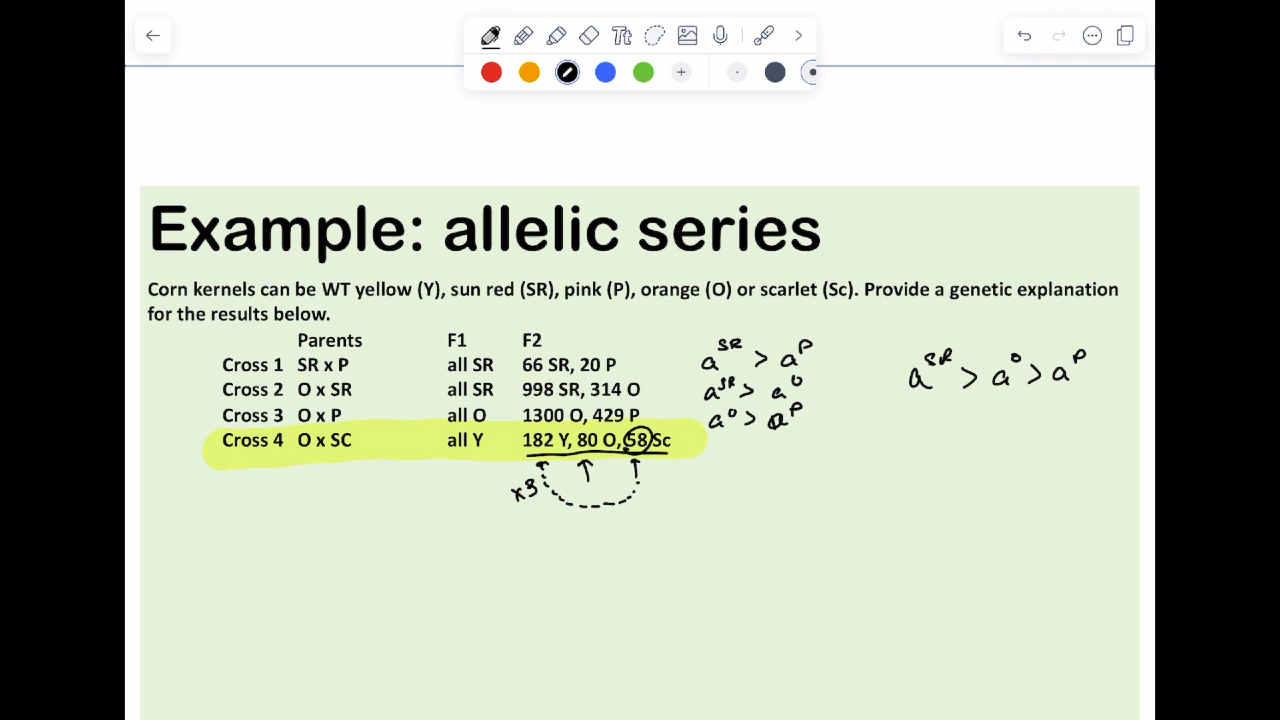 Tt
Example: allelic series
Corn kernels can be WT yellow (Y), sun red (SR), pink (P), orange (O) or scarlet (Sc). Provide a genetic explanation
for the results below.
Parents F1 F2
Cross 1 SR x P all SR 66 SR, 20 P a^SR > a^P
Cross 2 O x SR all SR 998 SR, 314 O a^SR > a^O
Cross 3 O x P all O 1300 O, 429 P a^O > a^P
Cross 4 O x SC all Y 182 Y, 80 O, 58 Sc
a^SR > a^O > a^P
x3